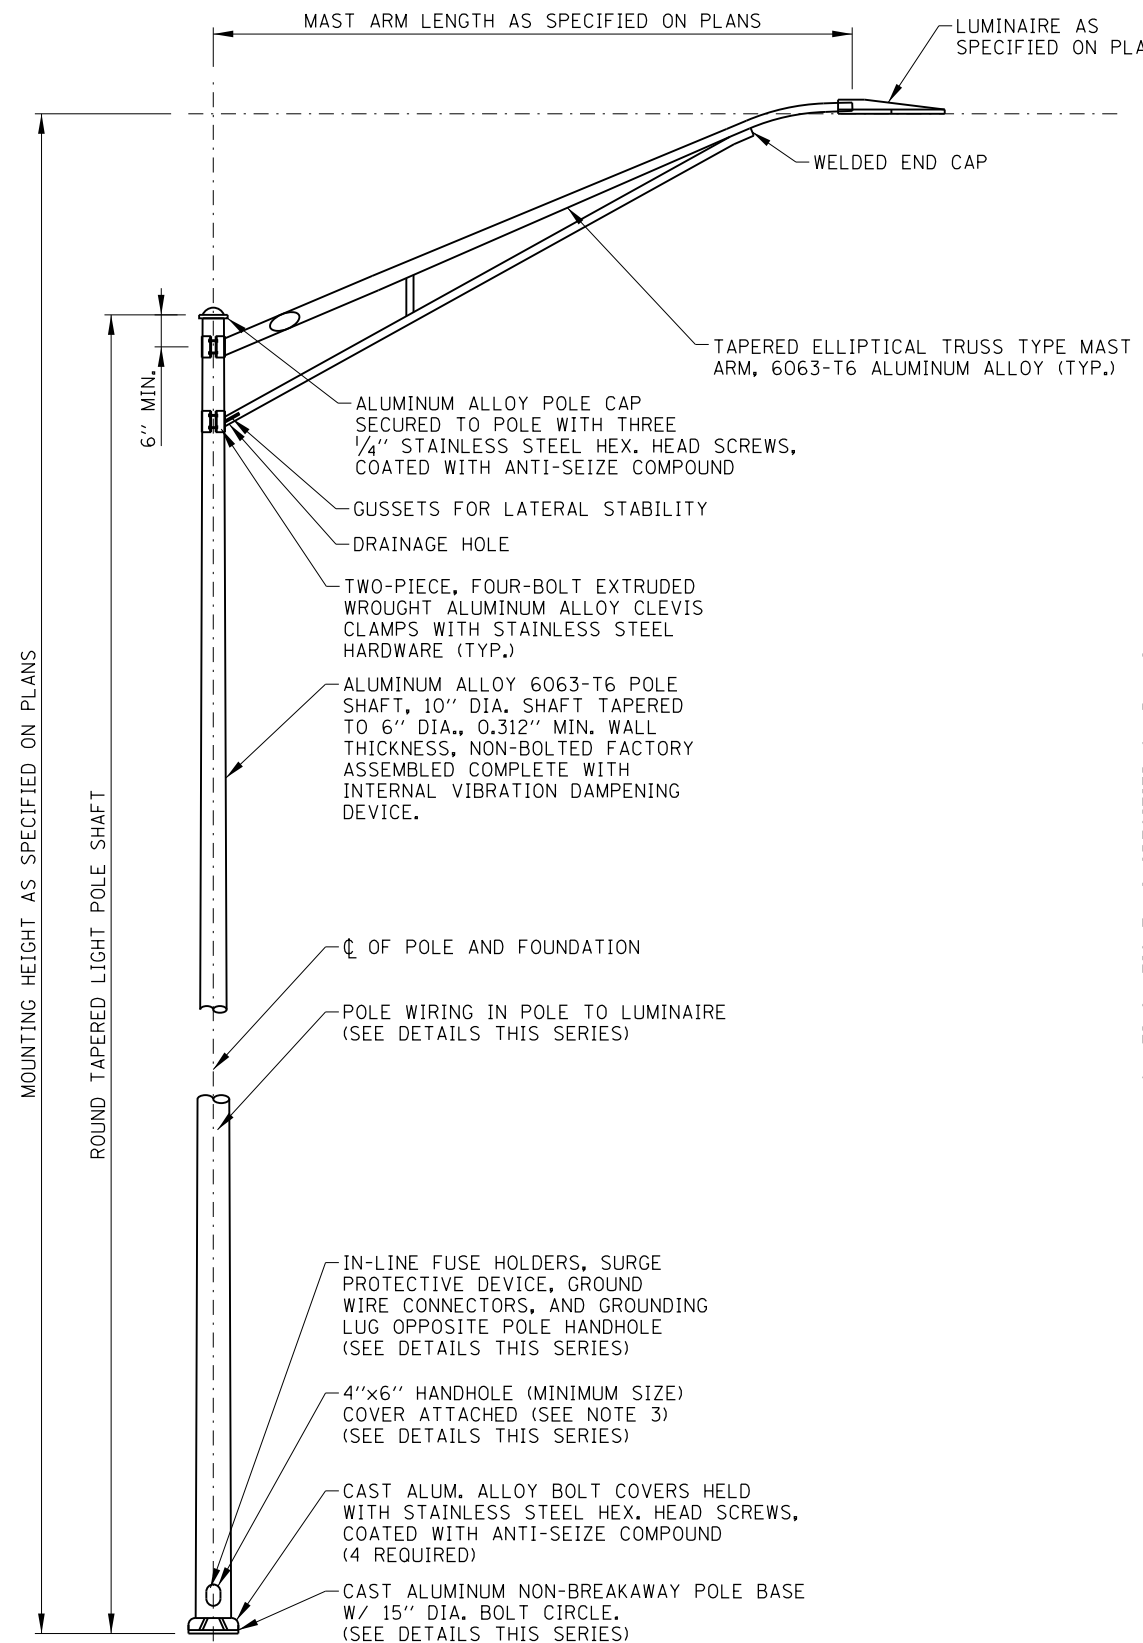 MAST ARM LENGTH AS SPECIFIED ON PLANS
LUMINAIRE AS
SPECIFIED ON PLA
WELDED END CAP
TAPERED ELLIPTICAL TRUSS TYPE MAST
ARM, 6063-T6 ALUMINUM ALLOY (TYP.)
6'' MIN.
ALUMINUM ALLOY POLE CAP
SECURED TO POLE WITH THREE
1/4'' STAINLESS STEEL HEX. HEAD SCREWS,
COATED WITH ANTI-SEIZE COMPOUND
GUSSETS FOR LATERAL STABILITY
DRAINAGE HOLE
TWO-PIECE, FOUR-BOLT EXTRUDED
WROUGHT ALUMINUM ALLOY CLEVIS
CLAMPS WITH STAINLESS STEEL
HARDWARE (TYP.)
ALUMINUM ALLOY 6063-T6 POLE
SHAFT, 10'' DIA. SHAFT TAPERED
TO 6'' DIA., 0.312'' MIN. WALL
THICKNESS, NON-BOLTED FACTORY
ASSEMBLED COMPLETE WITH
INTERNAL VIBRATION DAMPENING
DEVICE.
MOUNTING HEIGHT AS SPECIFIED ON PLANS
ROUND TAPERED LIGHT POLE SHAFT
℄ OF POLE AND FOUNDATION
POLE WIRING IN POLE TO LUMINAIRE
(SEE DETAILS THIS SERIES)
IN-LINE FUSE HOLDERS, SURGE
PROTECTIVE DEVICE, GROUND
WIRE CONNECTORS, AND GROUNDING
LUG OPPOSITE POLE HANDHOLE
(SEE DETAILS THIS SERIES)
4''x6'' HANDHOLE (MINIMUM SIZE)
COVER ATTACHED (SEE NOTE 3)
(SEE DETAILS THIS SERIES)
CAST ALUM. ALLOY BOLT COVERS HELD
WITH STAINLESS STEEL HEX. HEAD SCREWS,
COATED WITH ANTI-SEIZE COMPOUND
(4 REQUIRED)
CAST ALUMINUM NON-BREAKAWAY POLE BASE
W/ 15'' DIA. BOLT CIRCLE.
(SEE DETAILS THIS SERIES)